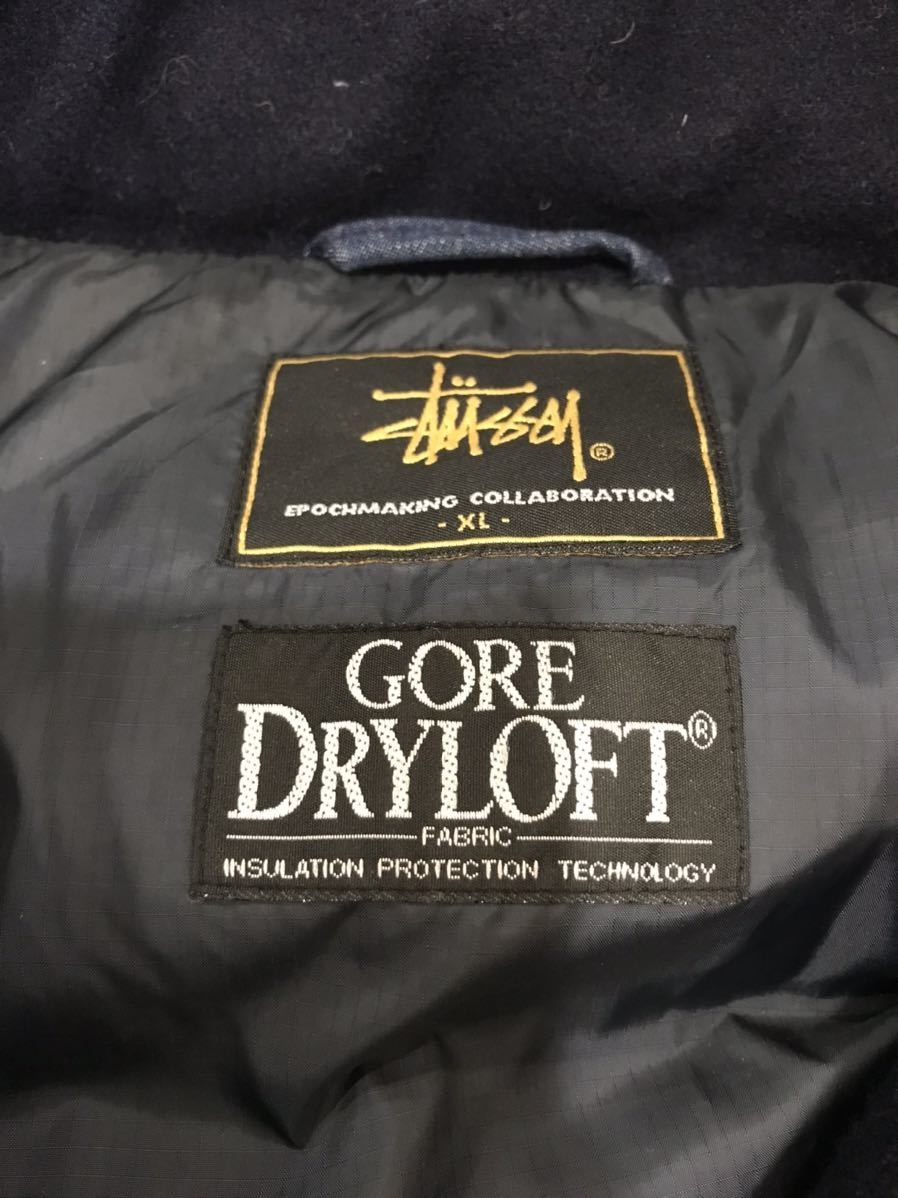 Stüssy ®
EPOCHMAKING COLLABORATION
- XL -
GORE
DRYLOFT®
FABRIC
INSULATION PROTECTION TECHNOLOGY